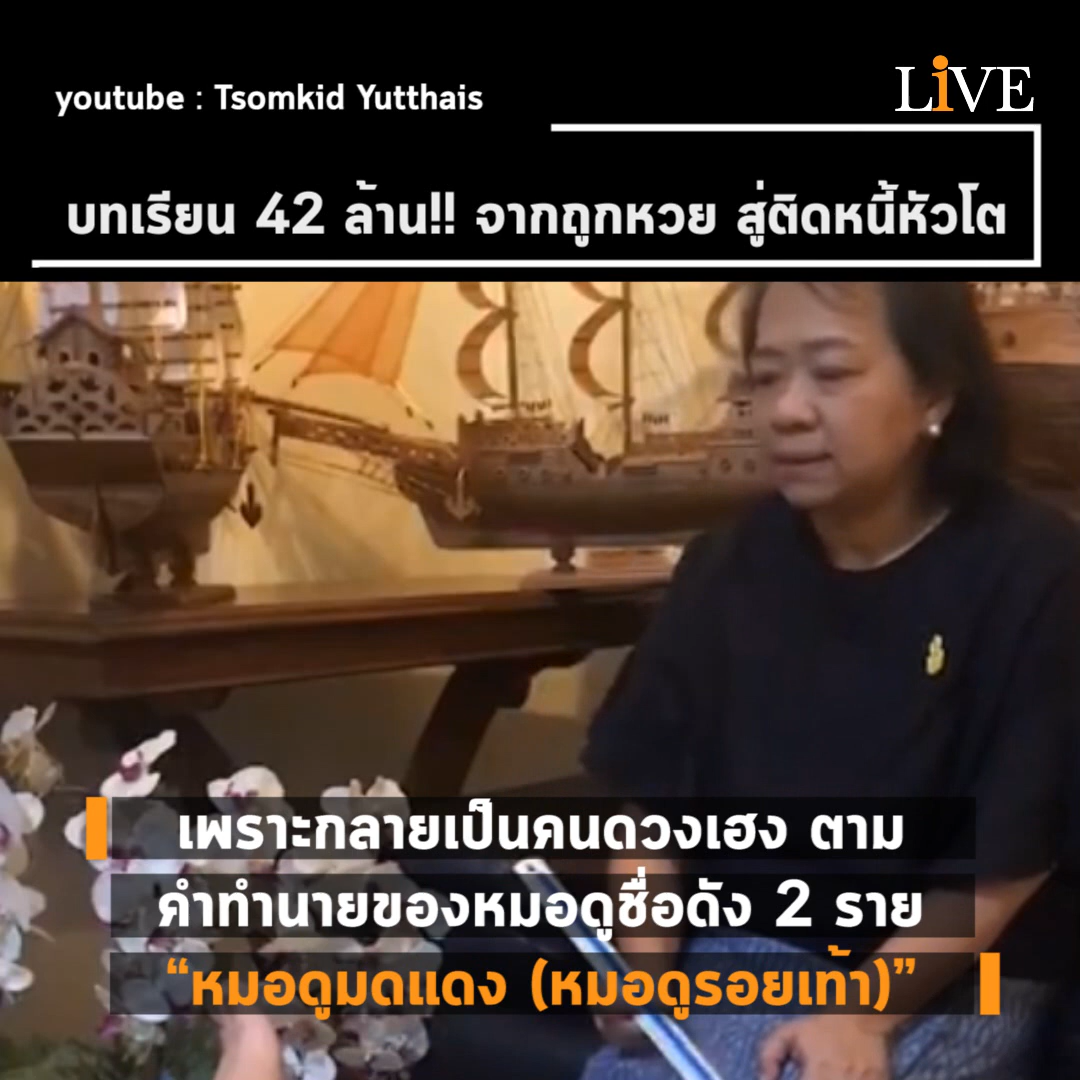 youtube : Tsomkid Yutthais
LiVE
บทเรียน 42 ล้าน!! จากถูกหวย สู่ติดหนี้หัวโต
เพราะกลายเป็นคนดวงเฮง ตาม
คำทำนายของหมอดูชื่อดัง 2 ราย
“หมอดูมดแดง (หมอดูรอยเท้า)”